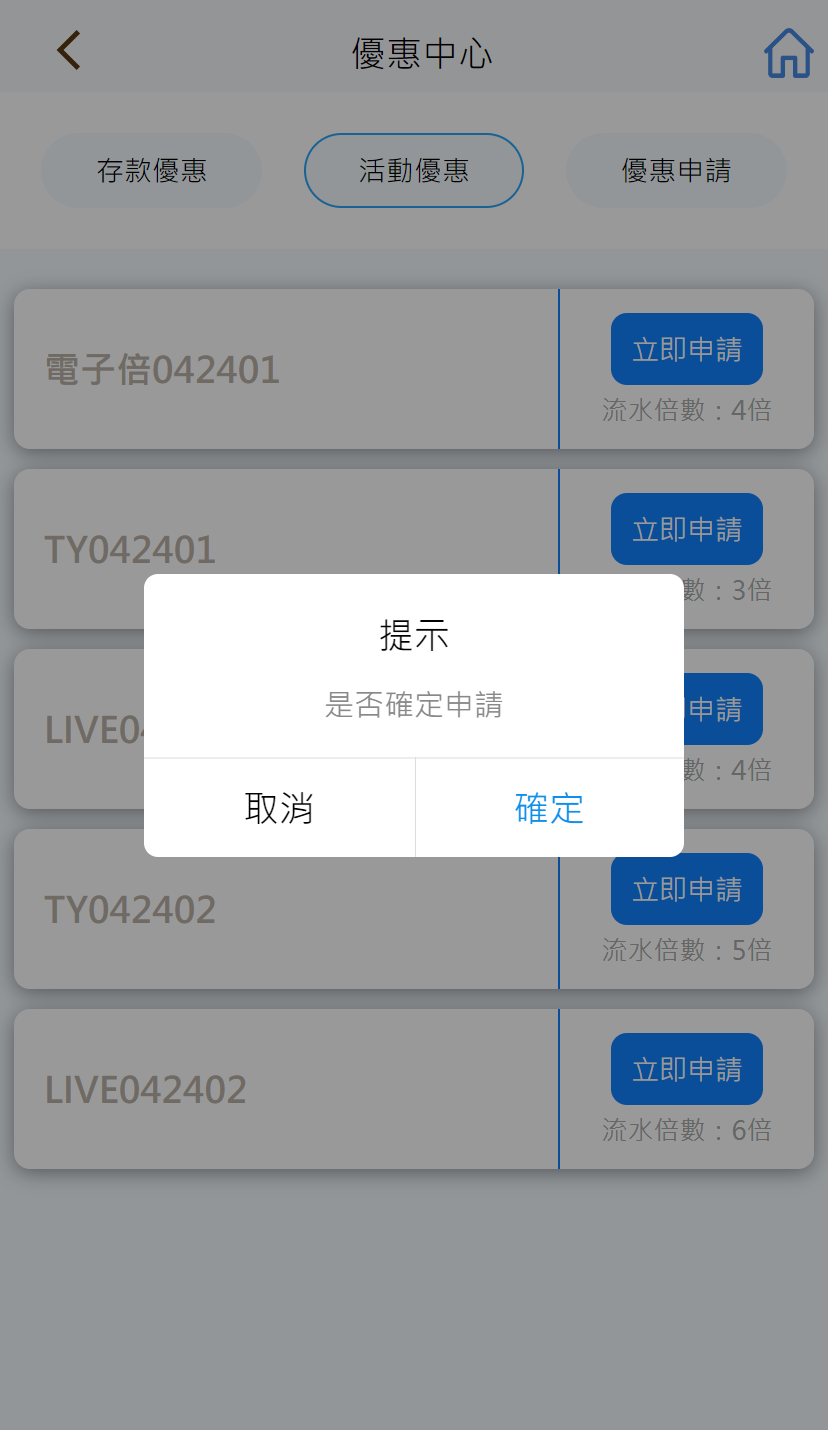 優惠中心
存款優惠
活動優惠
優惠申請
電子倍042401
立即申請
流水倍數：4倍
TY042401
立即申請
數：3倍
LIVE04
申請
數：4倍
提示
是否確定申請
取消
確定
TY042402
立即申請
流水倍數：5倍
LIVE042402
立即申請
流水倍數：6倍